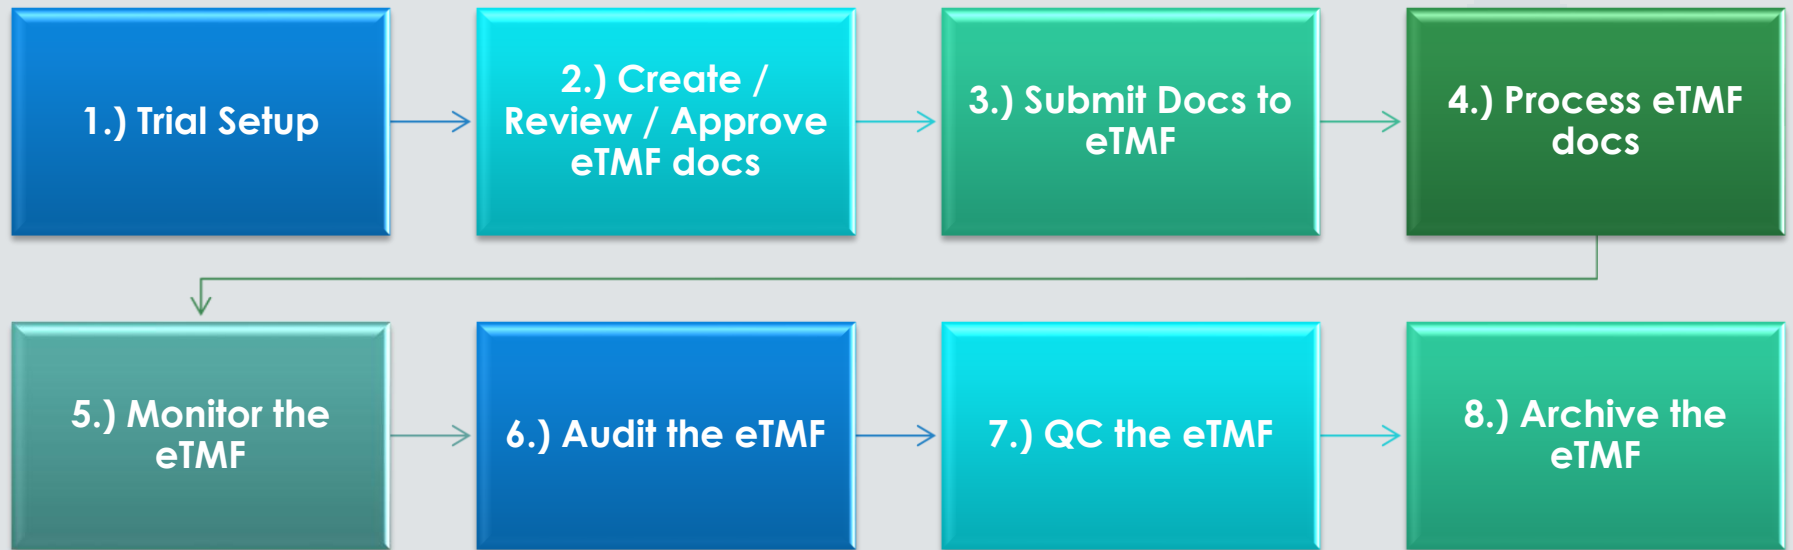 1.) Trial Setup
2.) Create /
Review / Approve
eTMF docs
3.) Submit Docs to
eTMF
4.) Process eTMF
docs
5.) Monitor the
eTMF
6.) Audit the eTMF
7.) QC the eTMF
8.) Archive the
eTMF